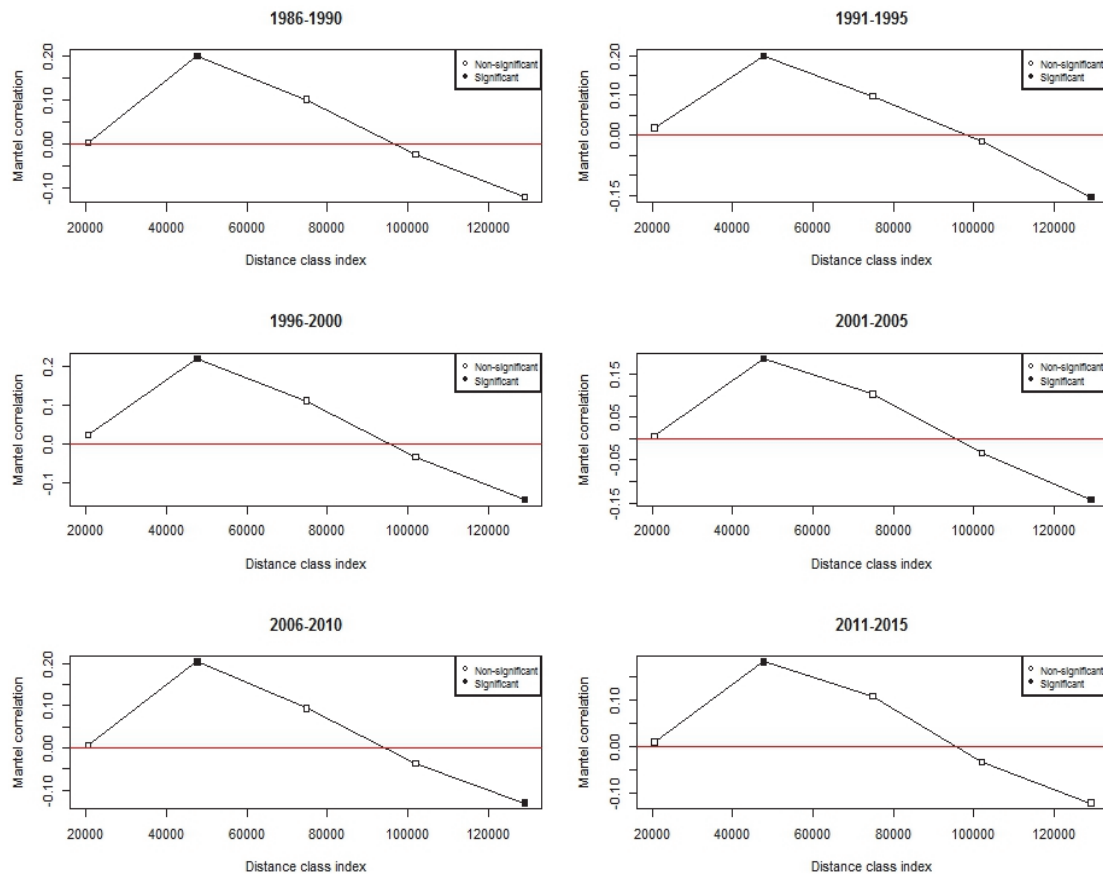 1986-1990
Mantel correlation
0.20
0.10
0.00
-0.10
Non-significant
Significant
20000 40000 60000 80000 100000 120000
Distance class index
1991-1995
Mantel correlation
0.20
0.10
0.00
-0.15
Non-significant
Significant
20000 40000 60000 80000 100000 120000
Distance class index
1996-2000
Mantel correlation
0.2
0.1
0.0
-0.1
Non-significant
Significant
20000 40000 60000 80000 100000 120000
Distance class index
2001-2005
Mantel correlation
0.15
0.05
-0.05
-0.15
Non-significant
Significant
20000 40000 60000 80000 100000 120000
Distance class index
2006-2010
Mantel correlation
0.20
0.10
0.00
-0.10
Non-significant
Significant
20000 40000 60000 80000 100000 120000
Distance class index
2011-2015
Mantel correlation
0.10
0.00
-0.10
Non-significant
Significant
20000 40000 60000 80000 100000 120000
Distance class index